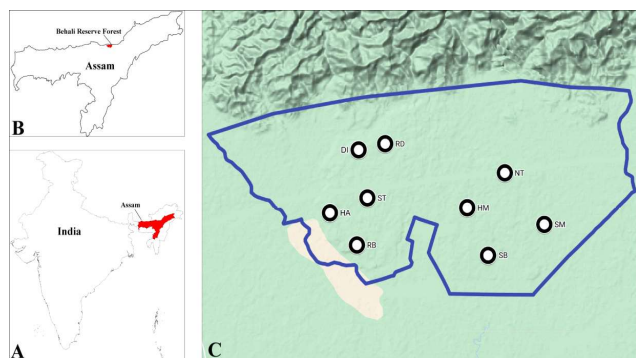 Behali Reserve Forest
Assam
B
Assam
India
A
DI
RD
NT
ST
HA
HM
SM
RB
SB
C